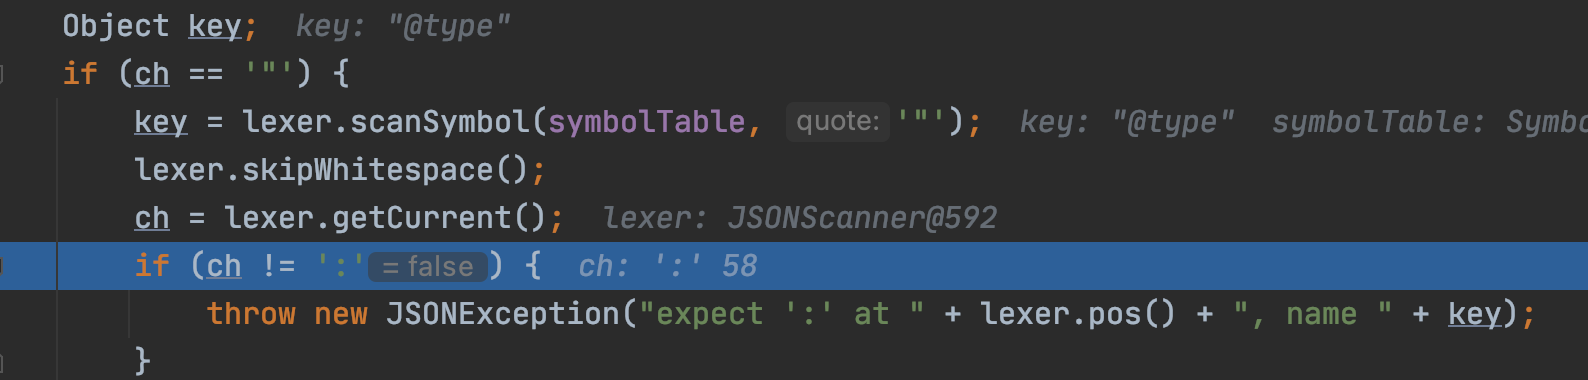 Object key; key: "@type"
if (ch == '"') {
key = lexer.scanSymbol(symbolTable, quote: '"'); key: "@type" symbolTable: Symbo
lexer.skipWhitespace();
ch = lexer.getCurrent(); lexer: JSONScanner@592
if (ch != ':' = false) { ch: ':' 58
throw new JSONException("expect ':' at " + lexer.pos() + ", name " + key);
}